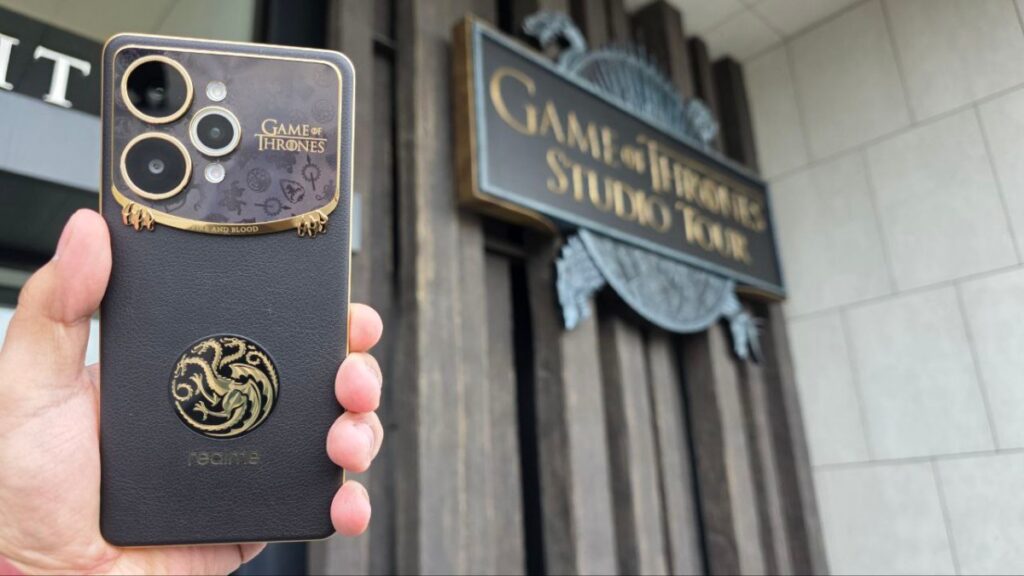 IT
GAME OF
THRONES
FIRE AND BLOOD
realme
GAME OF THRONES
STUDIO TOUR